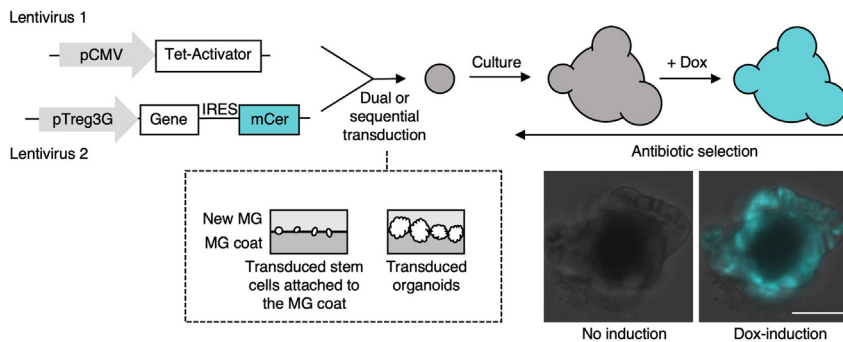 Lentivirus 1
pCMV
Tet-Activator
pTreg3G
Gene
IRES
mCer
Lentivirus 2
Dual or
sequential
transduction
Culture
+ Dox
Antibiotic selection
New MG
MG coat
Transduced stem
cells attached to
the MG coat
Transduced
organoids
No induction
Dox-induction